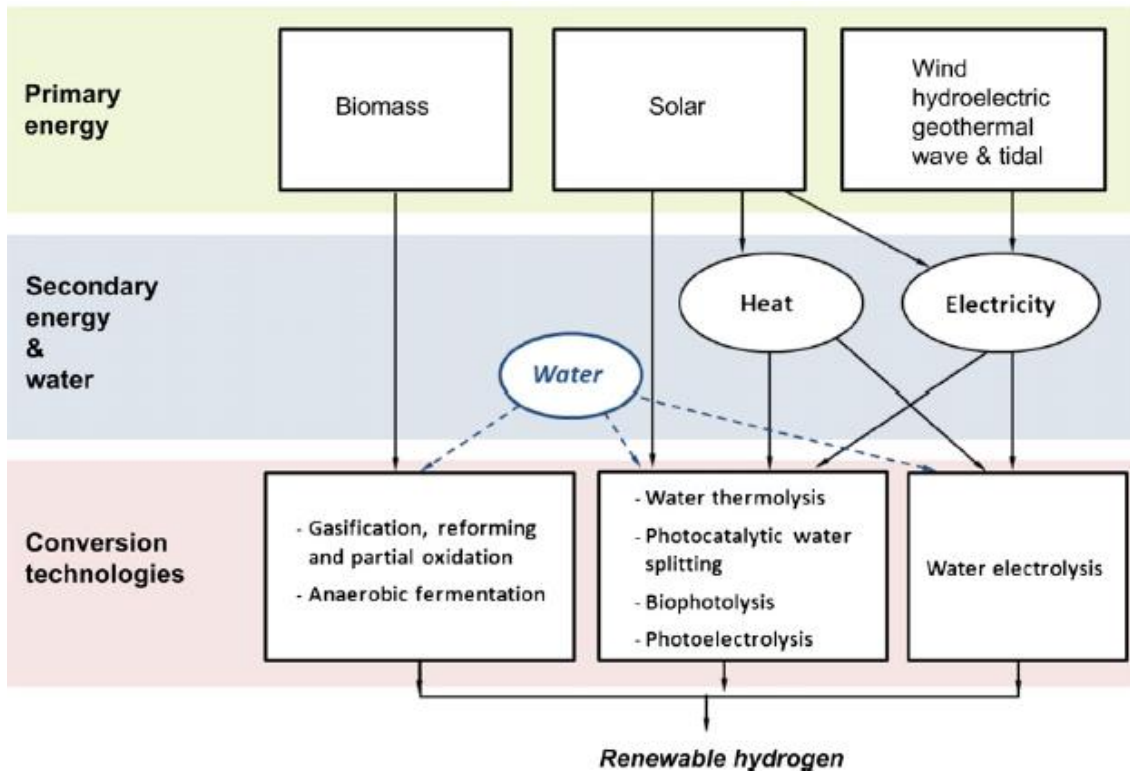 Primary
energy
Biomass
Solar
Wind
hydroelectric
geothermal
wave & tidal
Secondary
energy
&
water
Heat
Electricity
Water
Conversion
technologies
- Gasification, reforming
and partial oxidation
- Anaerobic fermentation
- Water thermolysis
- Photocatalytic water
splitting
- Biophotolysis
- Photoelectrolysis
Water electrolysis
Renewable hydrogen